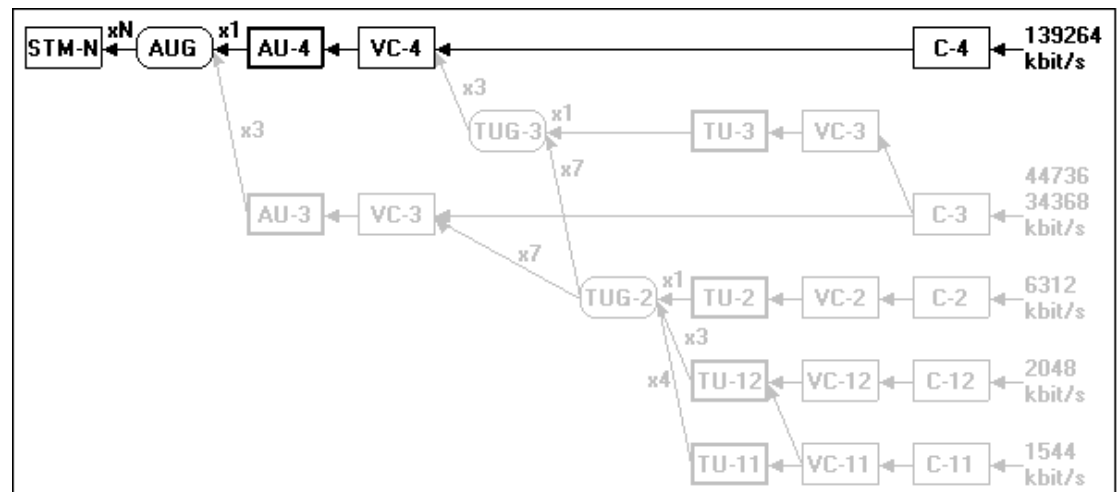 STM-N xN AUG x1 AU-4 VC-4 C-4 139264
kbit/s
x3
TUG-3 x1 TU-3 VC-3
x3
x7
44736
34368
kbit/s
AU-3 VC-3 C-3
x7
TUG-2 x1 TU-2 VC-2 C-2 6312
kbit/s
x3
x4 TU-12 VC-12 C-12 2048
kbit/s
TU-11 VC-11 C-11 1544
kbit/s